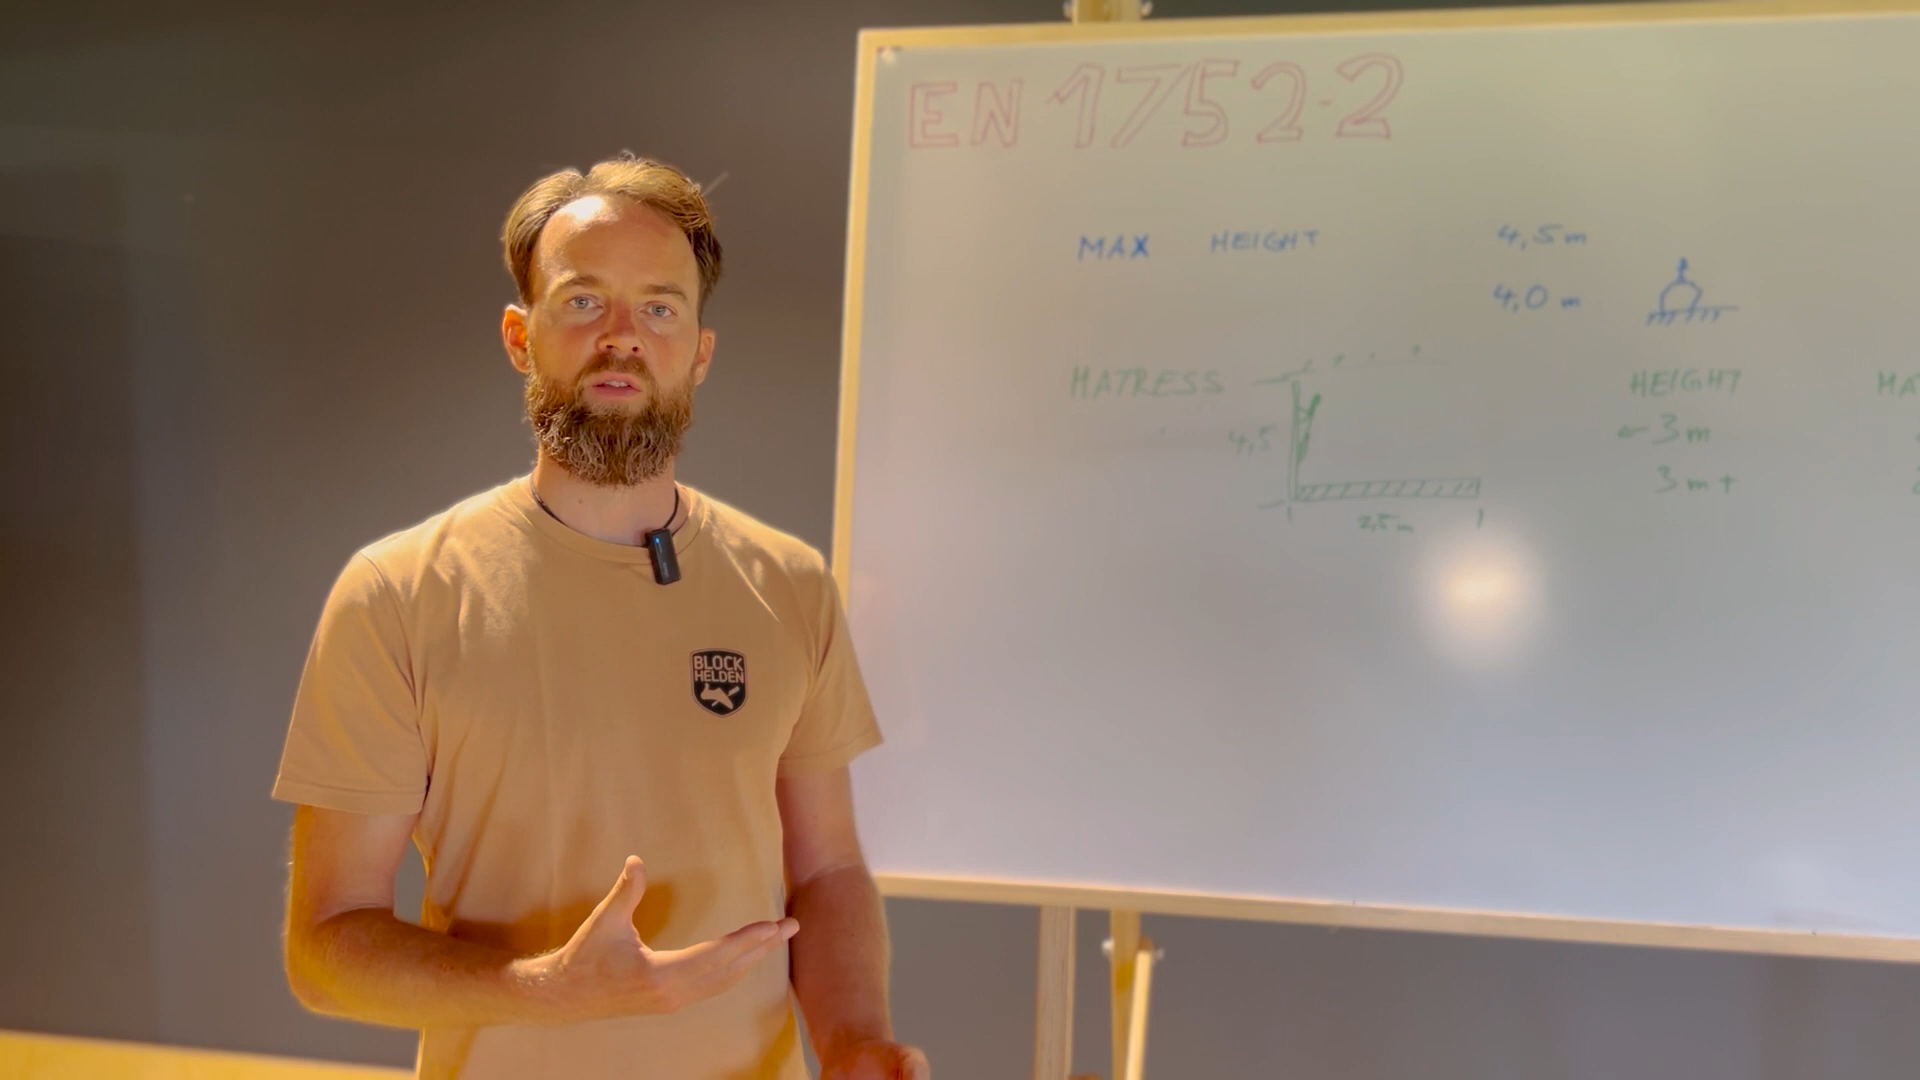 EN 1752-2
MAX HEIGHT 4,5m
4,0 m
MATRESS
4,5
2,5m
HEIGHT
3m
3m+
BLOCK
HELDEN